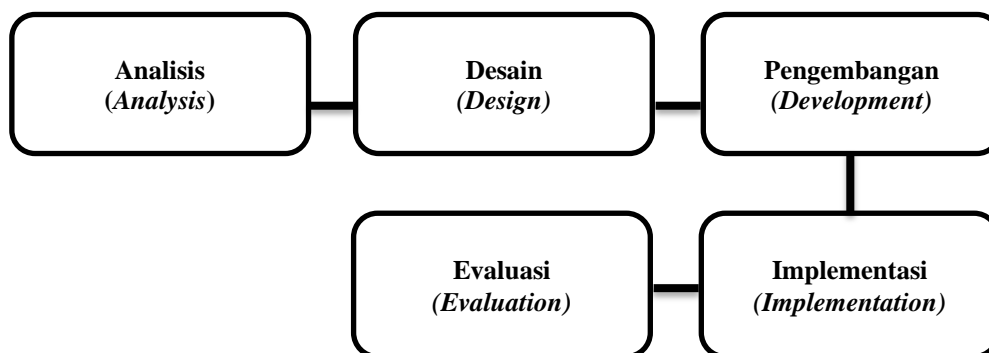 Analisis
(Analysis)
Desain
(Design)
Pengembangan
(Development)
Evaluasi
(Evaluation)
Implementasi
(Implementation)